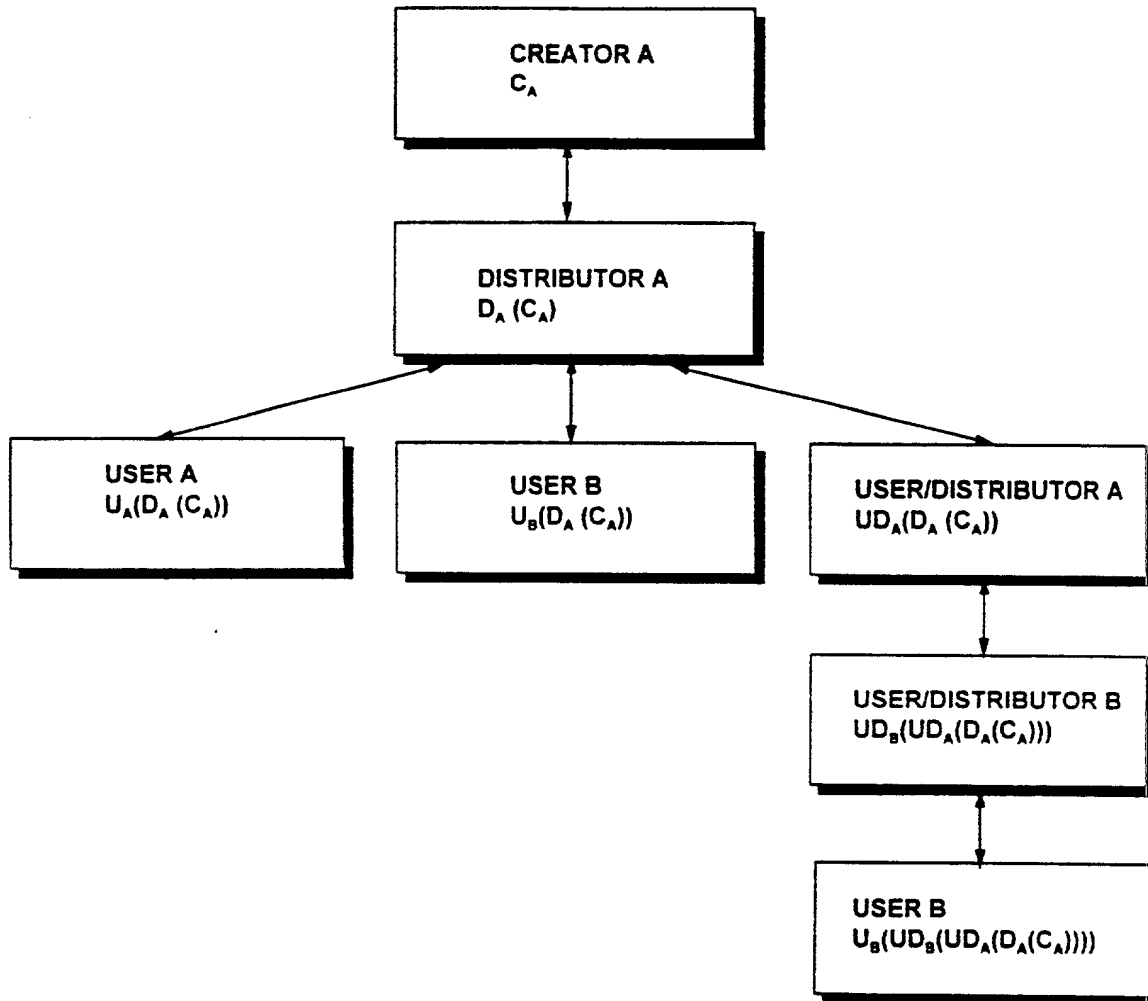 CREATOR A
C_A
DISTRIBUTOR A
D_A (C_A)
USER A
U_A(D_A (C_A))
USER B
U_B(D_A (C_A))
USER/DISTRIBUTOR A
UD_A(D_A (C_A))
USER/DISTRIBUTOR B
UD_B(UD_A(D_A(C_A)))
USER B
U_B(UD_B(UD_A(D_A(C_A))))